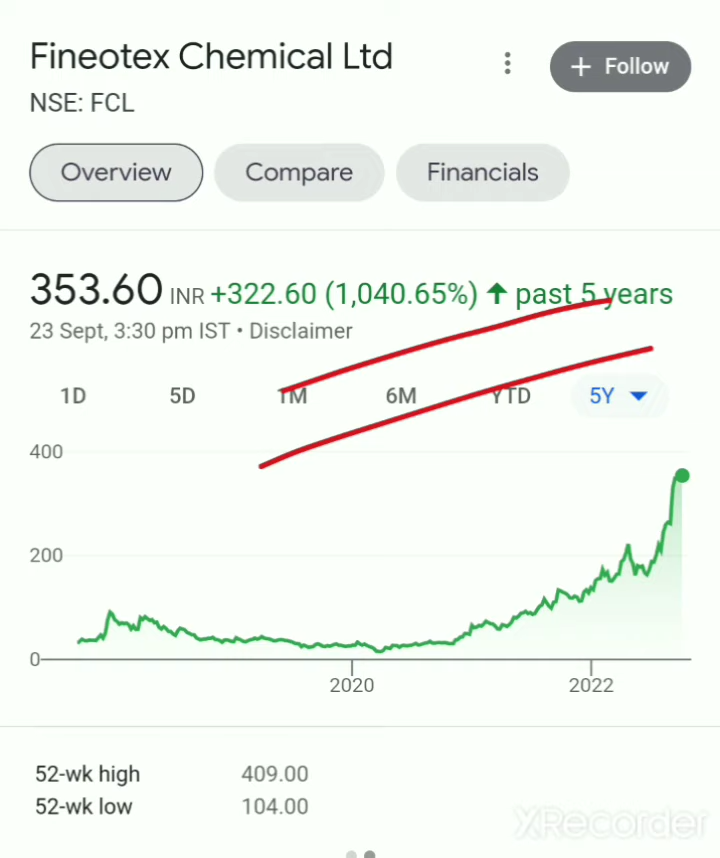 Fineotex Chemical Ltd
+ Follow
NSE: FCL
Overview Compare Financials
353.60 INR +322.60 (1,040.65%) ↑ past 5 years
23 Sept, 3:30 pm IST • Disclaimer
1D 5D 1M 6M YTD 5Y
400
200
0
2020 2022
52-wk high 409.00
52-wk low 104.00
XRecorder